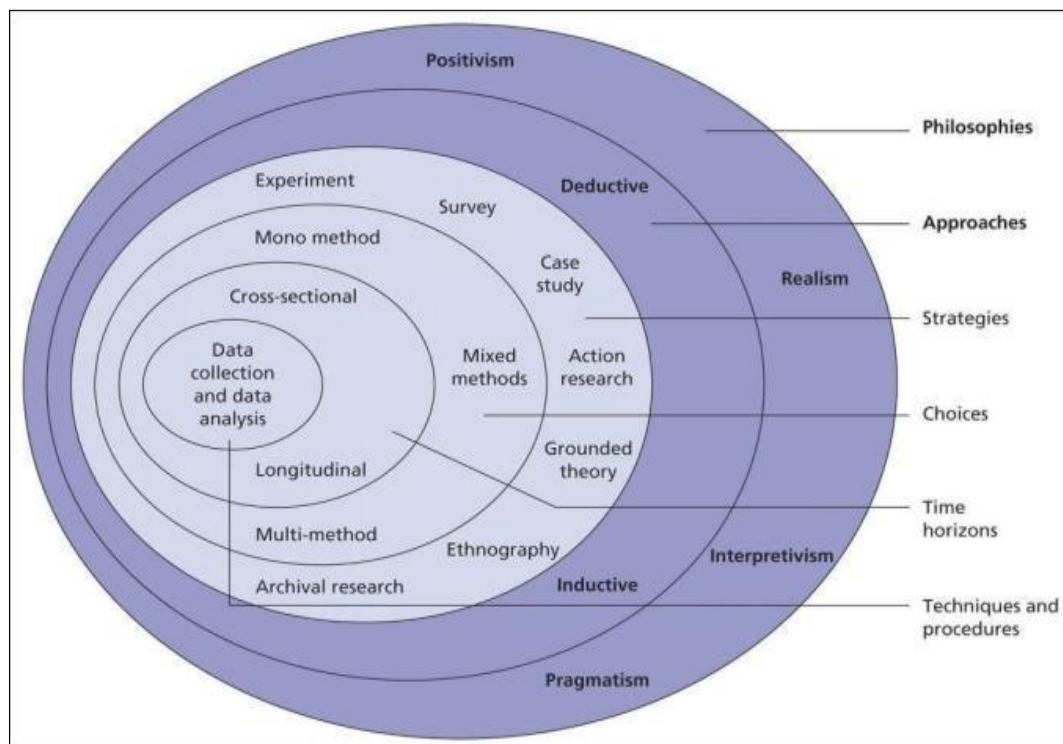 Positivism
Philosophies
Experiment
Deductive
Survey
Approaches
Mono method
Case
study
Realism
Cross-sectional
Strategies
Data
collection
and data
analysis
Mixed
methods
Action
research
Choices
Grounded
theory
Longitudinal
Time
horizons
Multi-method
Ethnography
Interpretivism
Archival research
Inductive
Techniques and
procedures
Pragmatism